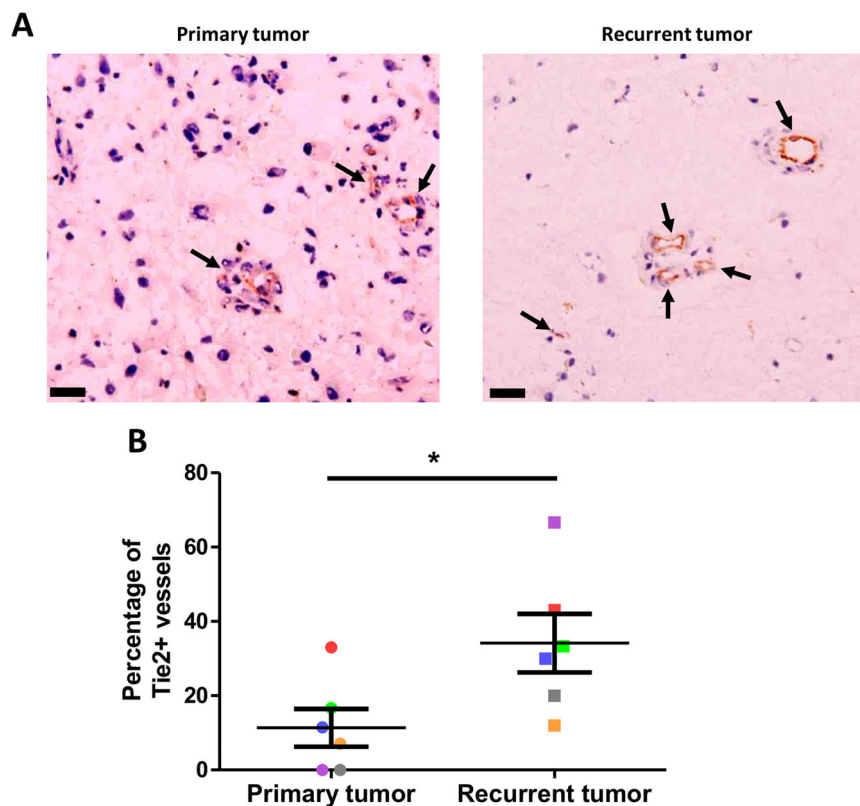 A
Primary tumor
Recurrent tumor
B
*
80
60
40
20
0
Percentage of
Tie2+ vessels
Primary tumor
Recurrent tumor